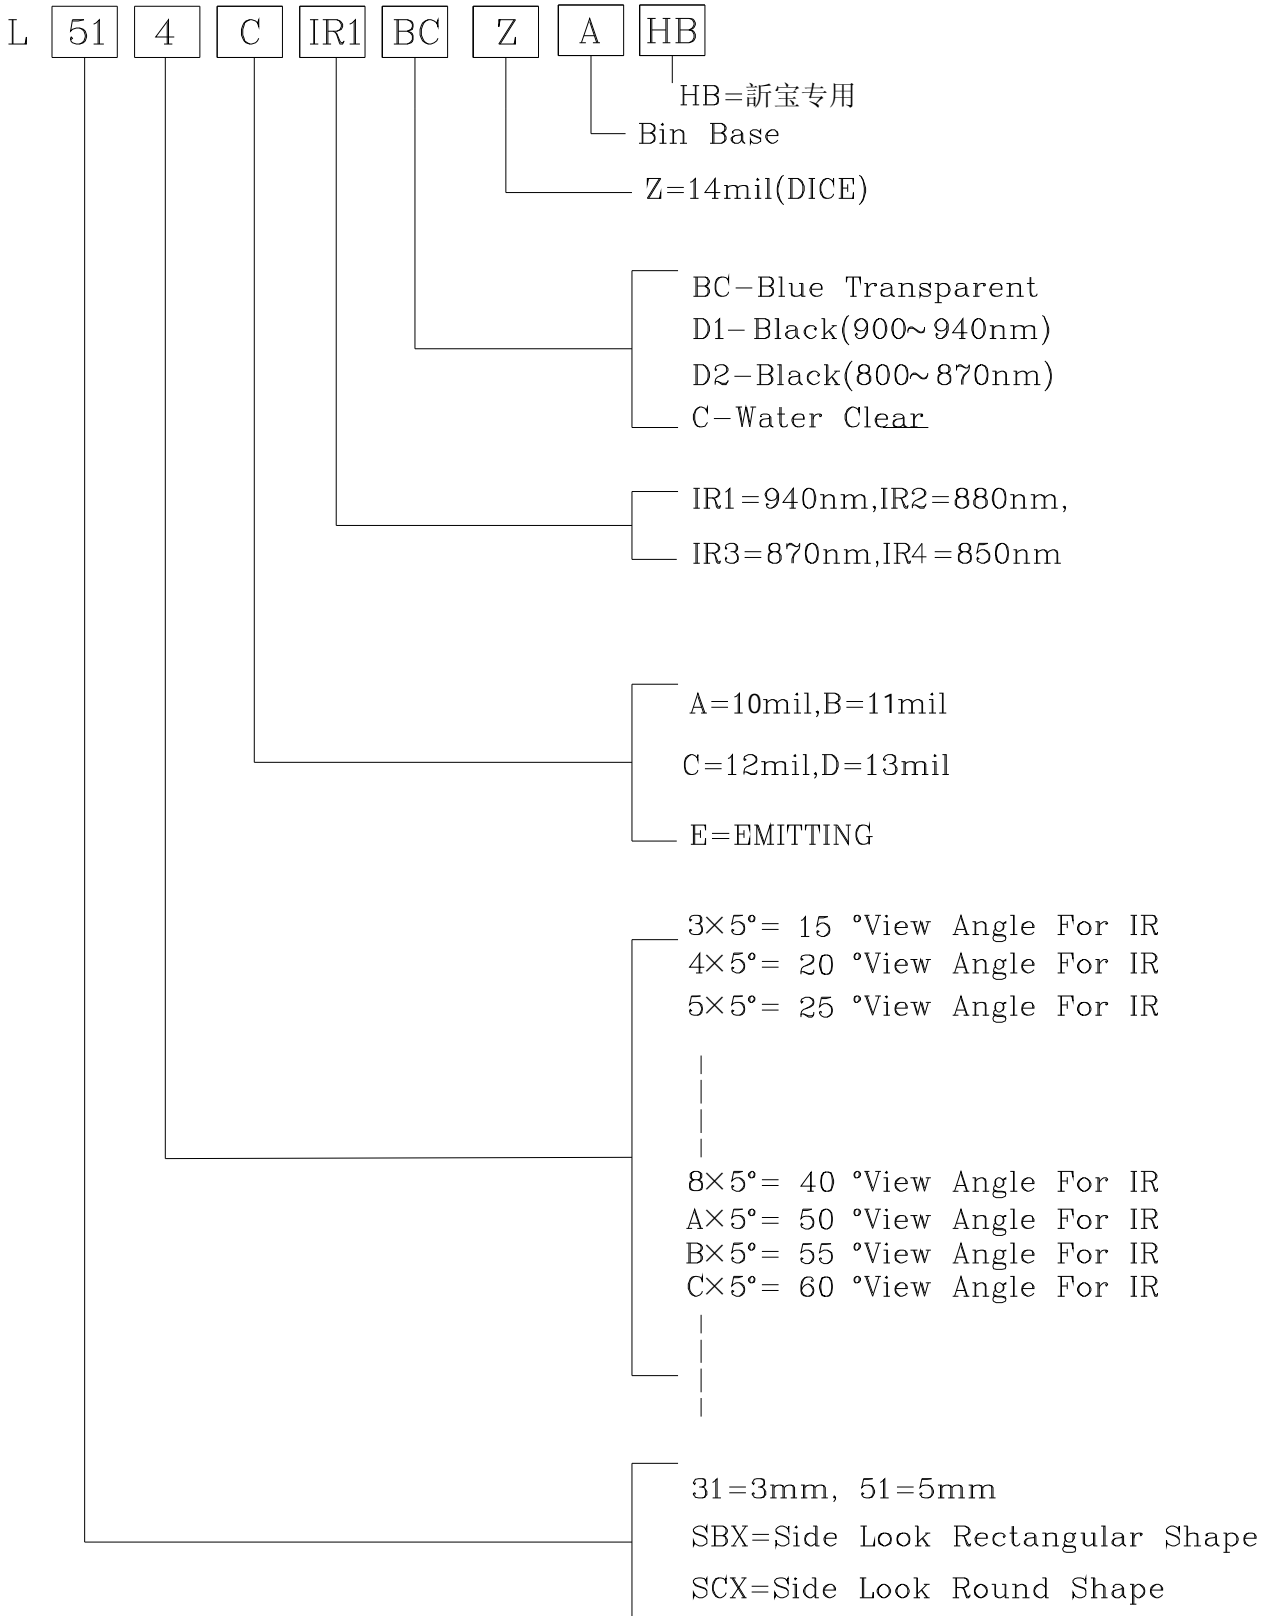 L 51 4 C IR1 BC Z A HB
HB=訢宝专用
Bin Base
Z=14mil(DICE)
BC-Blue Transparent
D1-Black(900~940nm)
D2-Black(800~870nm)
C-Water Clear
IR1=940nm,IR2=880nm,
IR3=870nm,IR4=850nm
A=10mil,B=11mil
C=12mil,D=13mil
E=EMITTING
3×5°= 15 °View Angle For IR
4×5°= 20 °View Angle For IR
5×5°= 25 °View Angle For IR
8×5°= 40 °View Angle For IR
A×5°= 50 °View Angle For IR
B×5°= 55 °View Angle For IR
C×5°= 60 °View Angle For IR
31=3mm, 51=5mm
SBX=Side Look Rectangular Shape
SCX=Side Look Round Shape